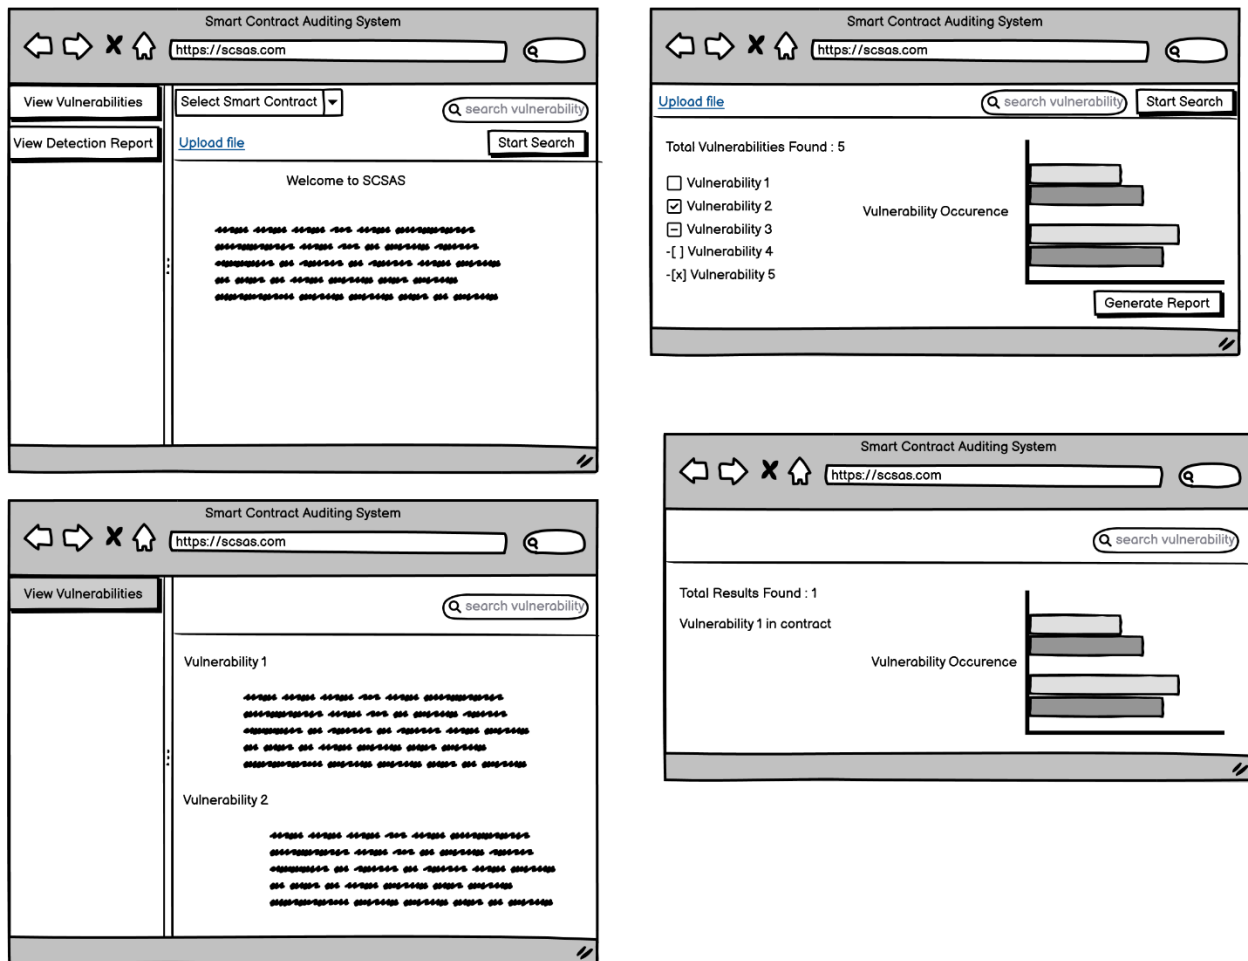 Smart Contract Auditing System
https://scsas.com
View Vulnerabilities
View Detection Report
Select Smart Contract
search vulnerability
Upload file
Start Search
Welcome to SCSAS
Smart Contract Auditing System
https://scsas.com
Upload file
search vulnerability
Start Search
Total Vulnerabilities Found : 5
Vulnerability 1
Vulnerability 2
Vulnerability 3
-[ ] Vulnerability 4
-[x] Vulnerability 5
Vulnerability Occurence
Generate Report
Smart Contract Auditing System
https://scsas.com
View Vulnerabilities
search vulnerability
Vulnerability 1
Vulnerability 2
Smart Contract Auditing System
https://scsas.com
search vulnerability
Total Results Found : 1
Vulnerability 1 in contract
Vulnerability Occurence